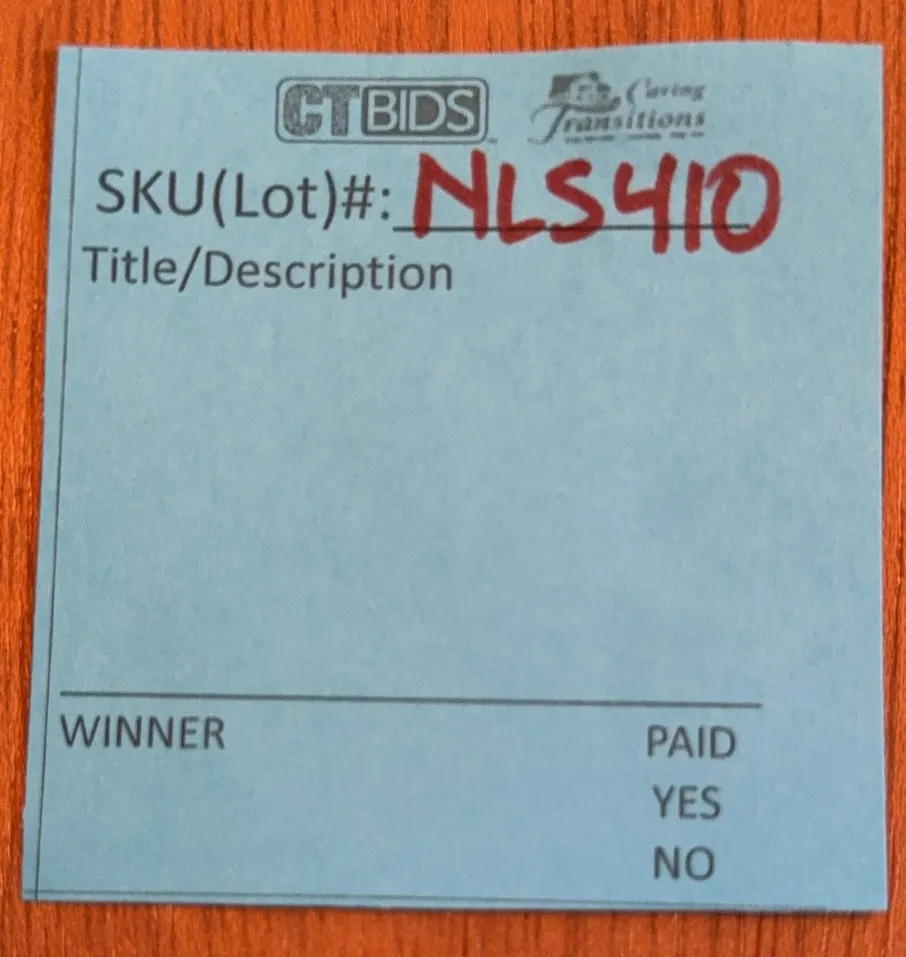 CTBIDS Caring
Transitions
SKU(Lot)#: NLS410
Title/Description
WINNER PAID
YES
NO